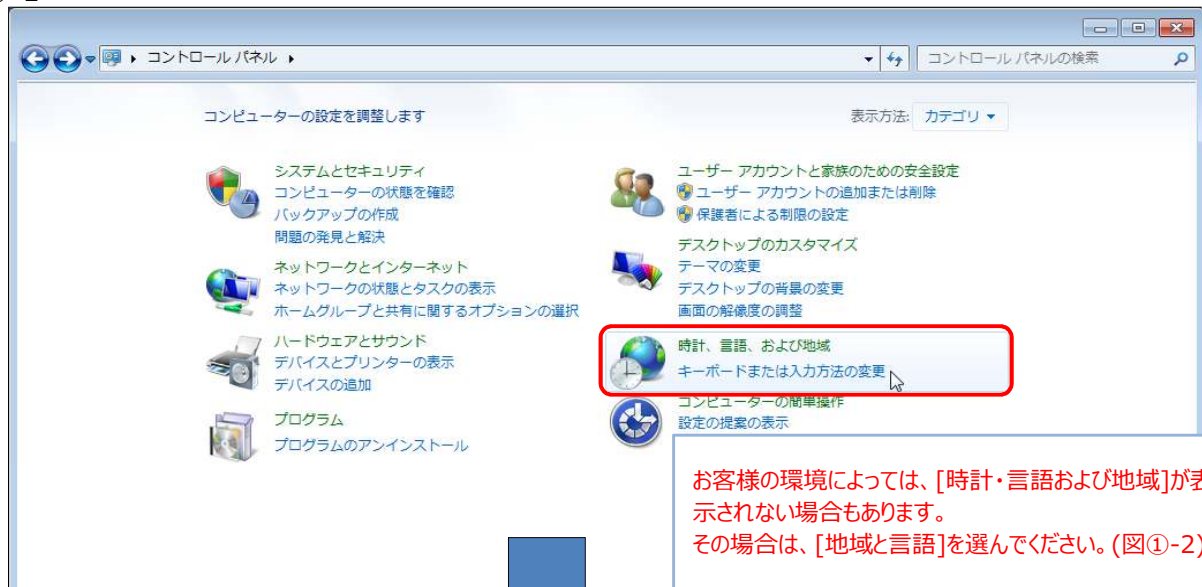 コントロール パネル
コントロール パネルの検索
コンピューターの設定を調整します
表示方法: カテゴリ
システムとセキュリティ
コンピューターの状態を確認
バックアップの作成
問題の発見と解決
ネットワークとインターネット
ネットワークの状態とタスクの表示
ホームグループと共有に関するオプションの選択
ハードウェアとサウンド
デバイスとプリンターの表示
デバイスの追加
プログラム
プログラムのアンインストール
ユーザー アカウントと家族のための安全設定
ユーザー アカウントの追加または削除
保護者による制限の設定
デスクトップのカスタマイズ
テーマの変更
デスクトップの背景の変更
画面の解像度の調整
時計、言語、および地域
キーボードまたは入力方法の変更
コンピューターの簡単操作
設定の提案の表示
お客様の環境によっては、[時計・言語および地域]が表
示されない場合もあります。
その場合は、[地域と言語]を選んでください。(図①-2)